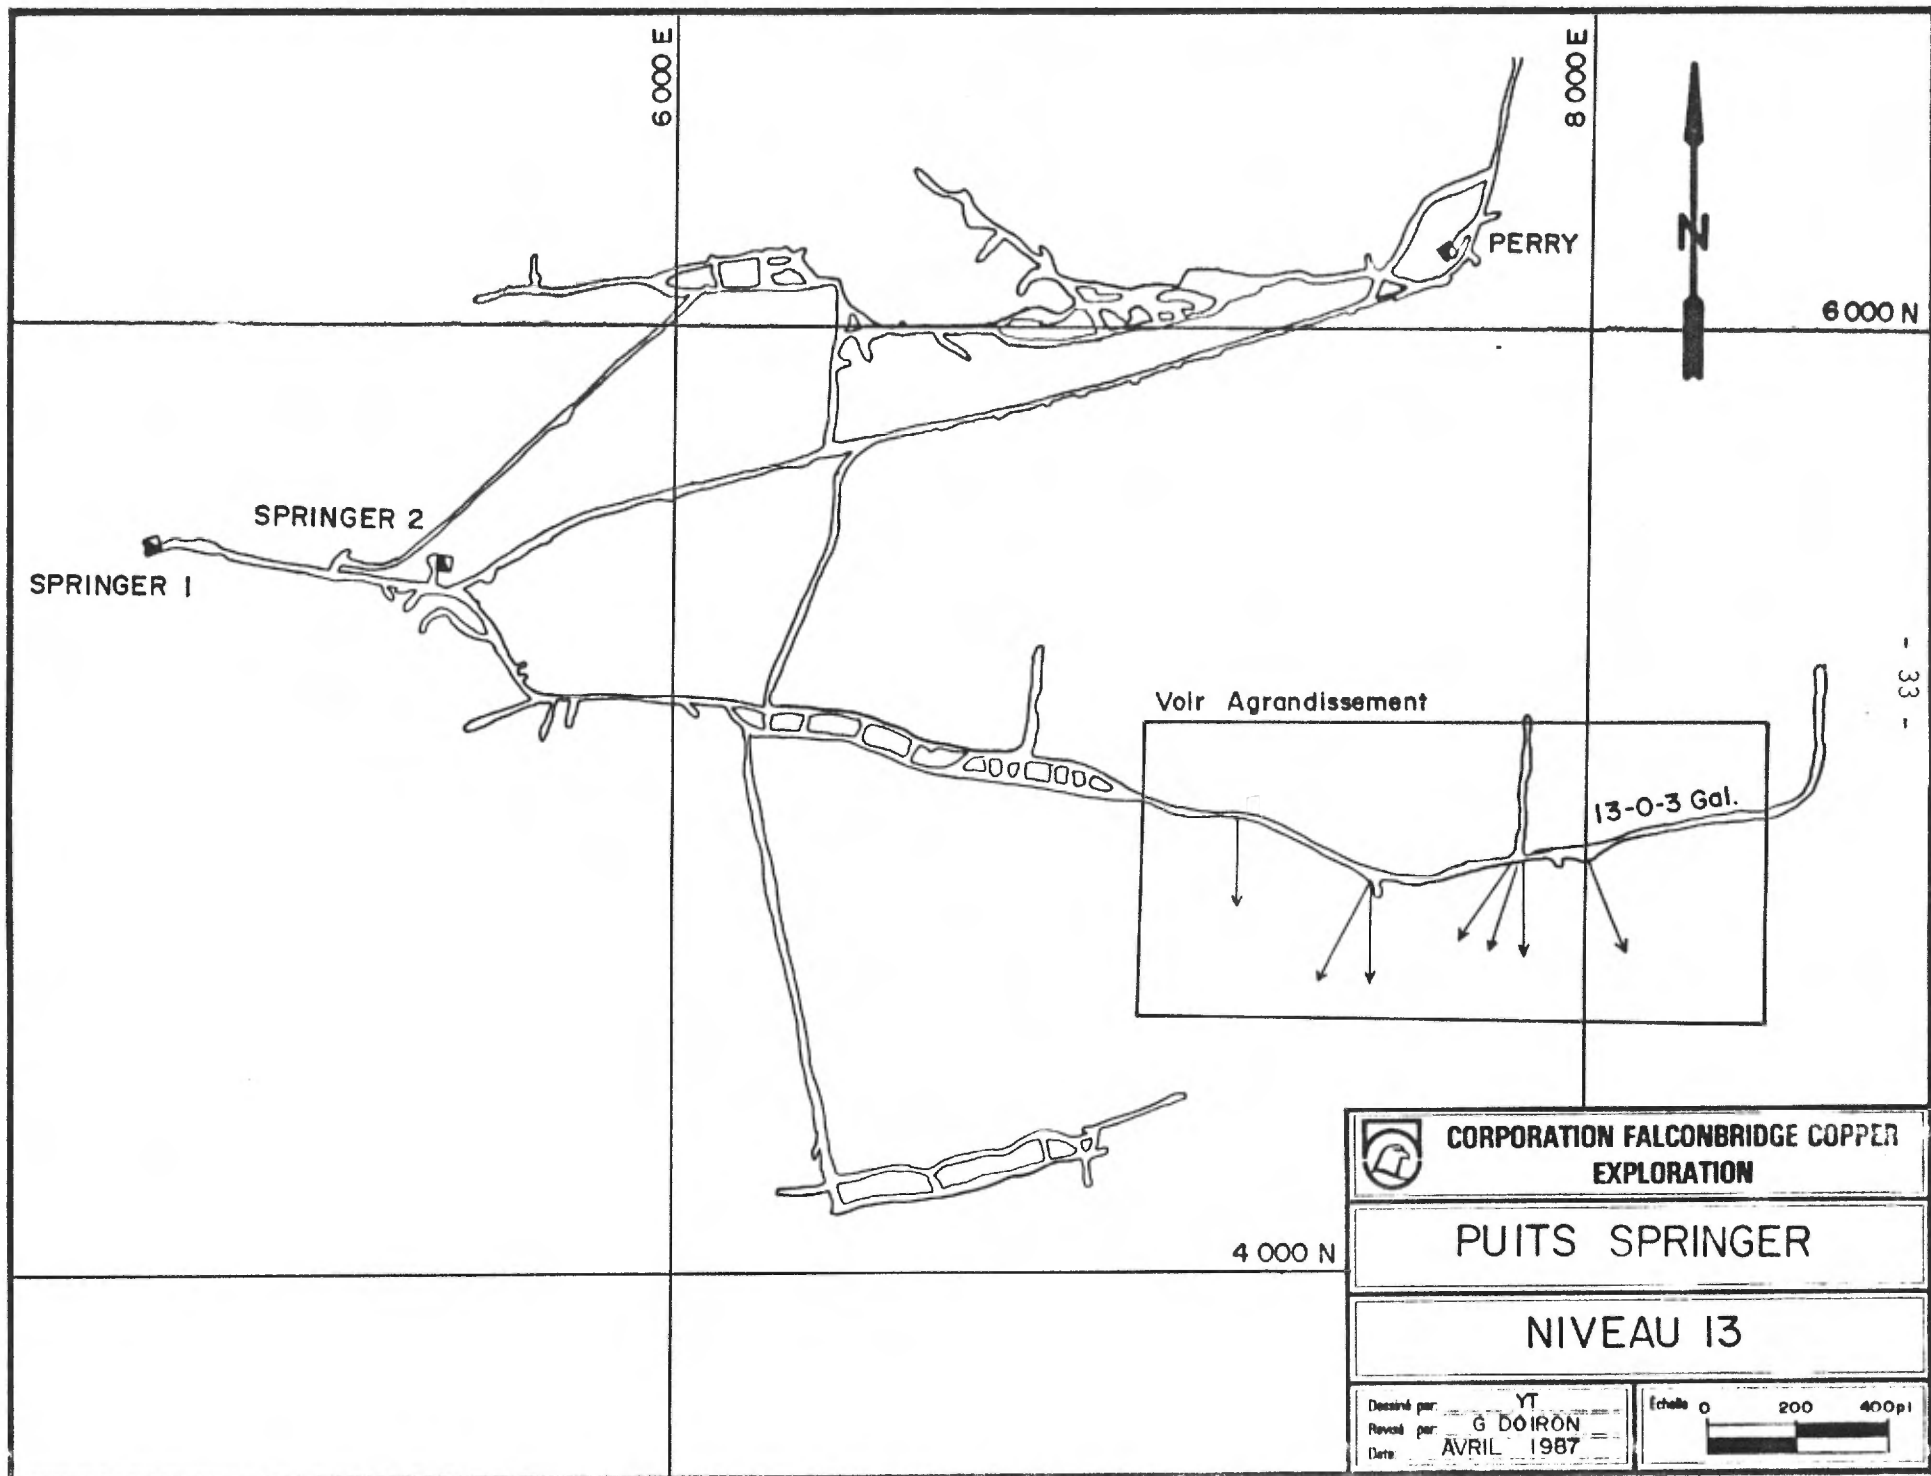 6 000 E
8 000 E
N
PERRY
6 000 N
SPRINGER 2
SPRINGER 1
- 33 -
Voir Agrandissement
13-0-3 Gal.
4 000 N
CORPORATION FALCONBRIDGE COPPER
EXPLORATION
PUITS SPRINGER
NIVEAU 13
Dessiné par: YT
Revisé par: G DOIRON
Date: AVRIL 1987
Échelle 0 200 400pi